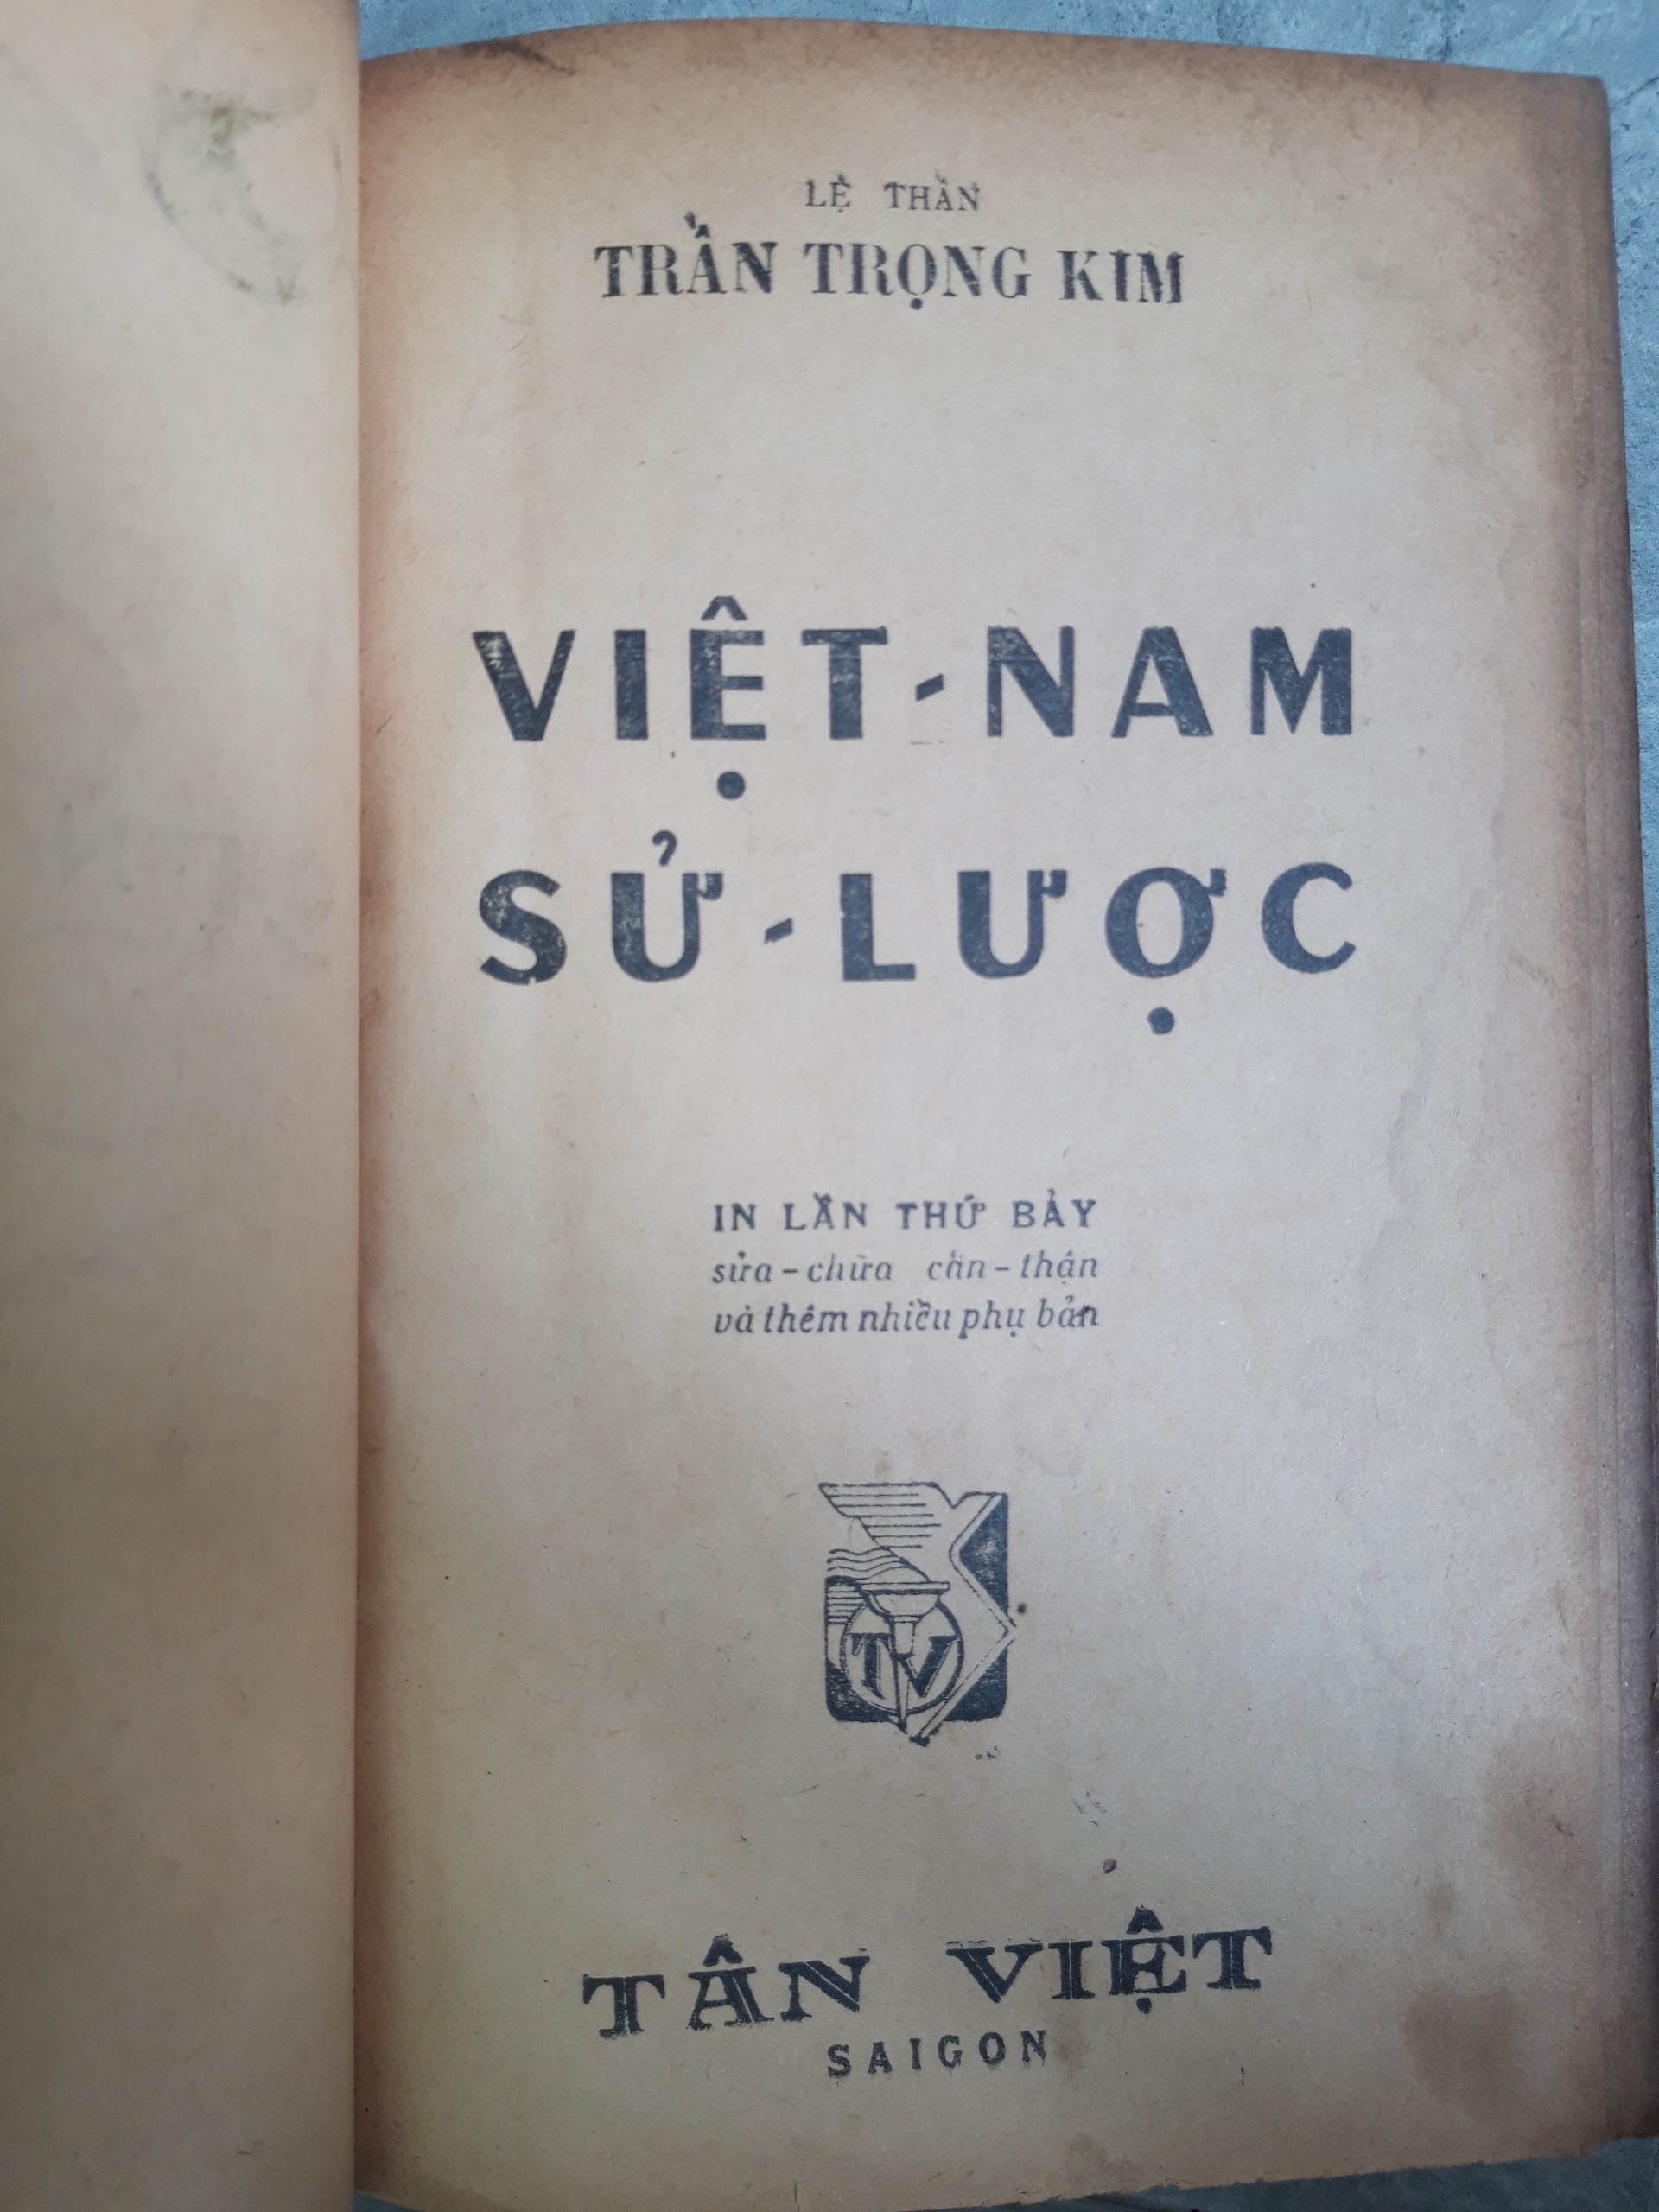 LỆ THẦN
TRẦN TRỌNG KIM
VIỆT-NAM
SỬ-LƯỢC
IN LẦN THỨ BẢY
sửa-chữa cẩn-thận
và thêm nhiều phụ bản
TV
TÂN VIỆT
SAIGON